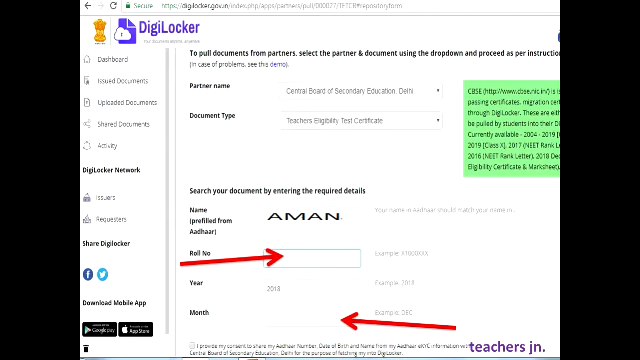 Secure https://digilocker.gov.in/index.php/apps/partners/pull/000027/TETCR#repositoryform
DigiLocker
To pull documents from partners, select the partner & document using the dropdown and proceed as per instruction
(In case of problems, see this demo).
Dashboard
Issued Documents
Uploaded Documents
Shared Documents
Activity
DigiLocker Network
Issuers
Requesters
Share Digilocker
Download Mobile App
Google play
App Store
Partner name
Central Board of Secondary Education, Delhi
Document Type
Teachers Eligibility Test Certificate
CBSE (http://www.cbse.nic.in/) is is
passing certificates, migration cert
through DigiLocker. These are eith
be pulled by students into their Di
Currently available - 2004 - 2019 [
2019 [Class X], 2017 (NEET Rank L
2016 (NEET Rank Letter), 2018 De
Eligibility Certificate & Marksheet),
Search your document by entering the required details
Name
(prefilled from
Aadhaar)
AMAN
Your name in Aadhaar should match your name in..
Roll No
Example: X1000XXX
Year
2018
Example: 2018
Month
Example: DEC
I provide my consent to share my Aadhaar Number, Date of Birth and Name from my Aadhaar eKYC information with
Central Board of Secondary Education, Delhi for the purpose of fetching my into DigiLocker.
teachers jn.